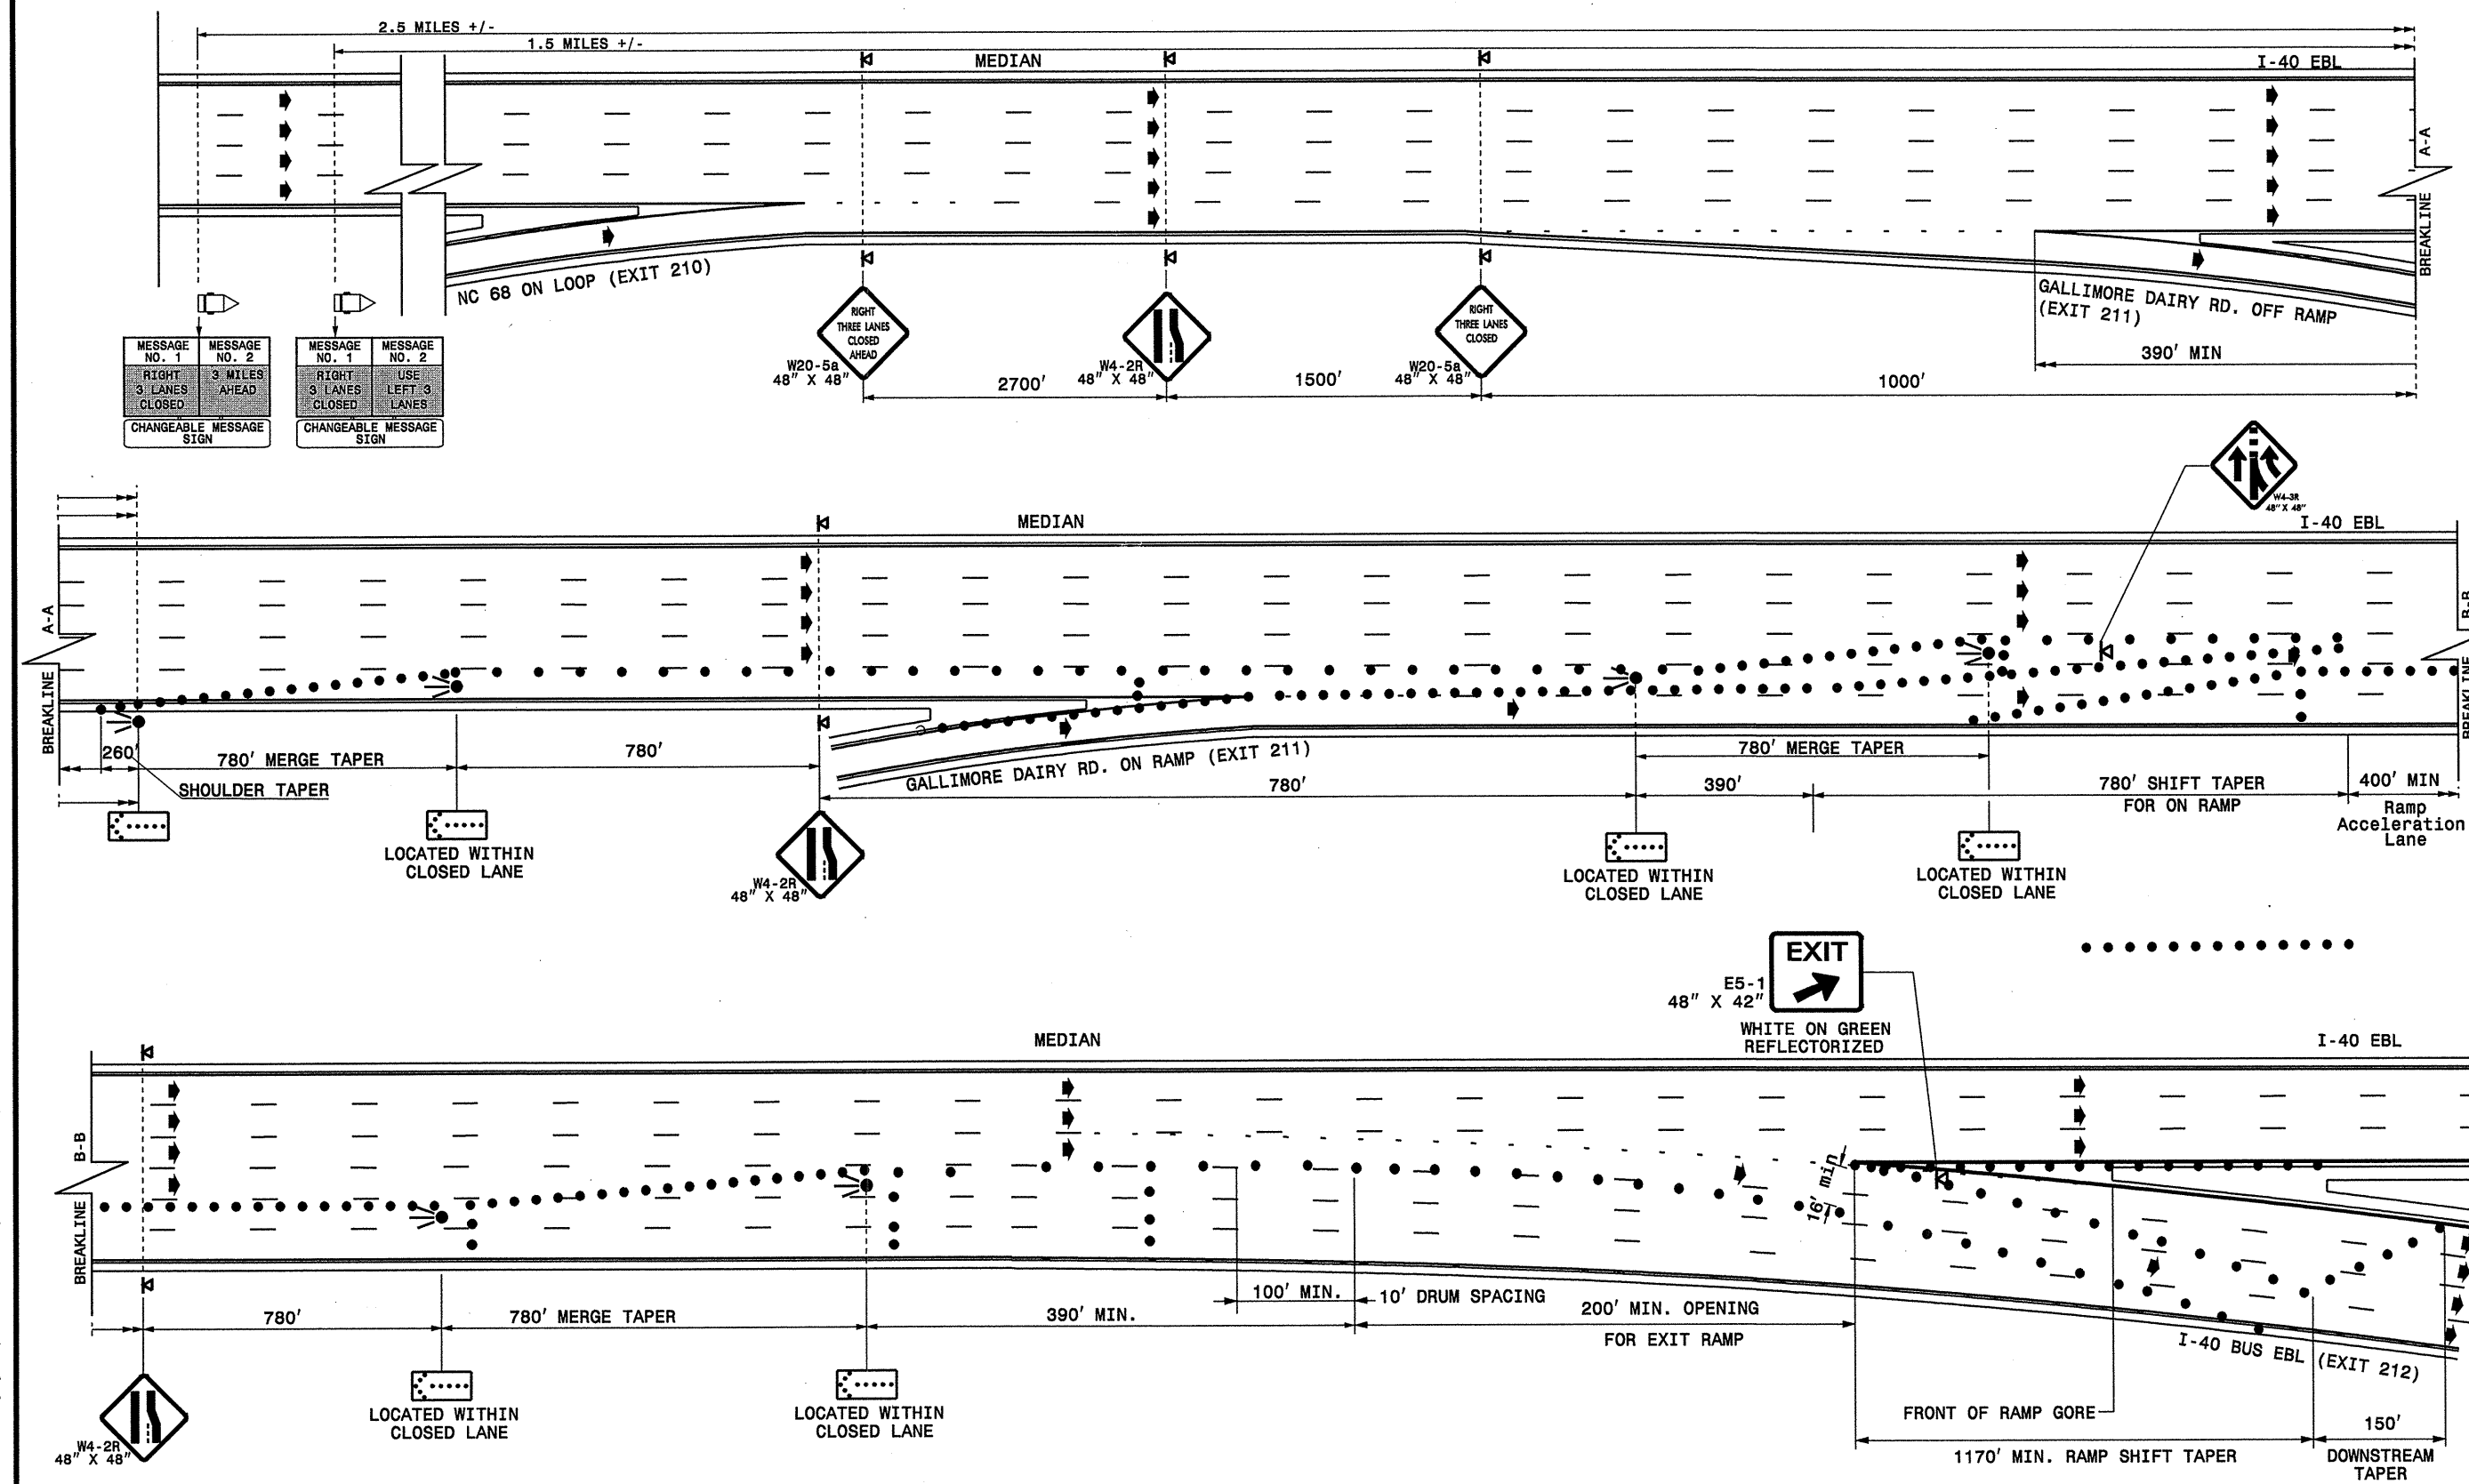 2.5 MILES +/-
1.5 MILES +/-
MEDIAN
I-40 EBL
A-A
BREAKLINE
NC 68 ON LOOP (EXIT 210)
GALLIMORE DAIRY RD. OFF RAMP
(EXIT 211)
390' MIN
MESSAGE NO. 1
MESSAGE NO. 2
RIGHT
3 LANES
CLOSED
3 MILES
AHEAD
CHANGEABLE MESSAGE
SIGN
MESSAGE NO. 1
MESSAGE NO. 2
RIGHT
3 LANES
CLOSED
USE
LEFT 3
LANES
CHANGEABLE MESSAGE
SIGN
RIGHT
THREE LANES
CLOSED
AHEAD
W20-5a
48" X 48"
2700'
W4-2R
48" X 48"
1500'
RIGHT
THREE LANES
CLOSED
W20-5a
48" X 48"
1000'
W4-3R
48" X 48"
MEDIAN
I-40 EBL
A-A
BREAKLINE
B-B
BREAKLINE
260'
780' MERGE TAPER
SHOULDER TAPER
780'
GALLIMORE DAIRY RD. ON RAMP (EXIT 211)
780'
780' MERGE TAPER
390'
780' SHIFT TAPER
FOR ON RAMP
400' MIN
Ramp
Acceleration
Lane
LOCATED WITHIN
CLOSED LANE
W4-2R
48" X 48"
LOCATED WITHIN
CLOSED LANE
LOCATED WITHIN
CLOSED LANE
EXIT
E5-1
48" X 42"
WHITE ON GREEN
REFLECTORIZED
MEDIAN
I-40 EBL
B-B
BREAKLINE
16' min
780'
780' MERGE TAPER
390' MIN.
100' MIN.
10' DRUM SPACING
200' MIN. OPENING
FOR EXIT RAMP
I-40 BUS EBL (EXIT 212)
W4-2R
48" X 48"
LOCATED WITHIN
CLOSED LANE
LOCATED WITHIN
CLOSED LANE
FRONT OF RAMP GORE
1170' MIN. RAMP SHIFT TAPER
150'
DOWNSTREAM
TAPER